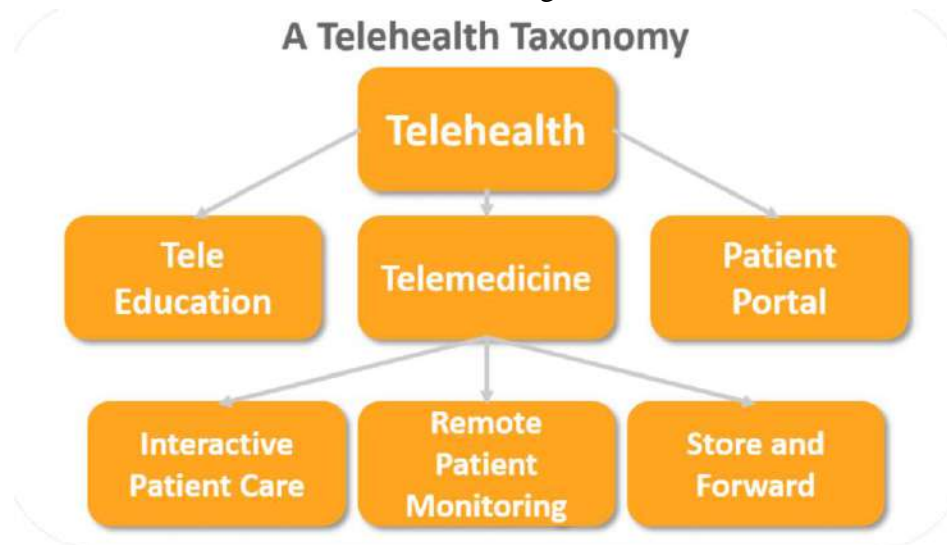 A Telehealth Taxonomy
Telehealth
Tele
Education
Telemedicine
Patient
Portal
Interactive
Patient Care
Remote
Patient
Monitoring
Store and
Forward